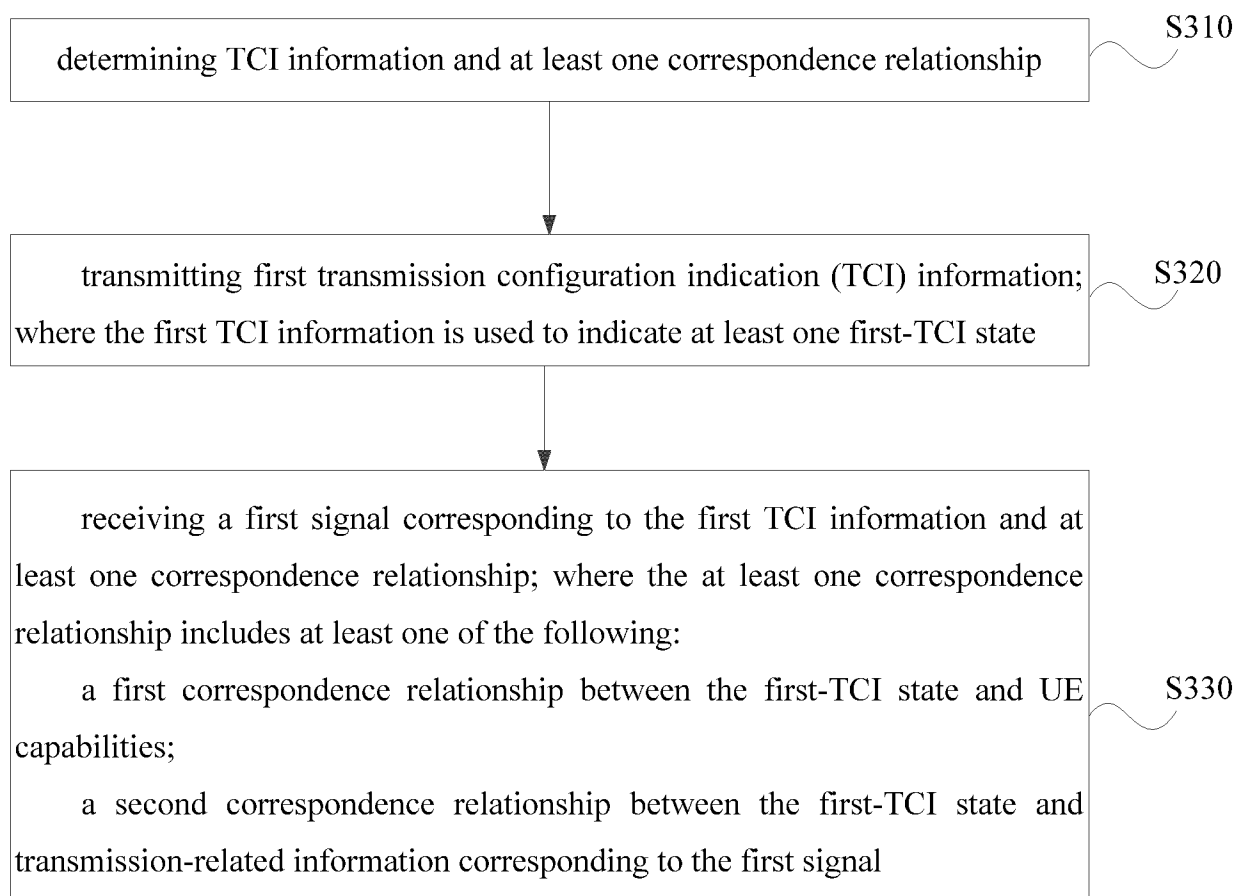 S310
determining TCI information and at least one correspondence relationship
S320
transmitting first transmission configuration indication (TCI) information;
where the first TCI information is used to indicate at least one first-TCI state
receiving a first signal corresponding to the first TCI information and at
least one correspondence relationship; where the at least one correspondence
relationship includes at least one of the following:
a first correspondence relationship between the first-TCI state and UE
S330
capabilities;
a second correspondence relationship between the first-TCI state and
transmission-related information corresponding to the first signal